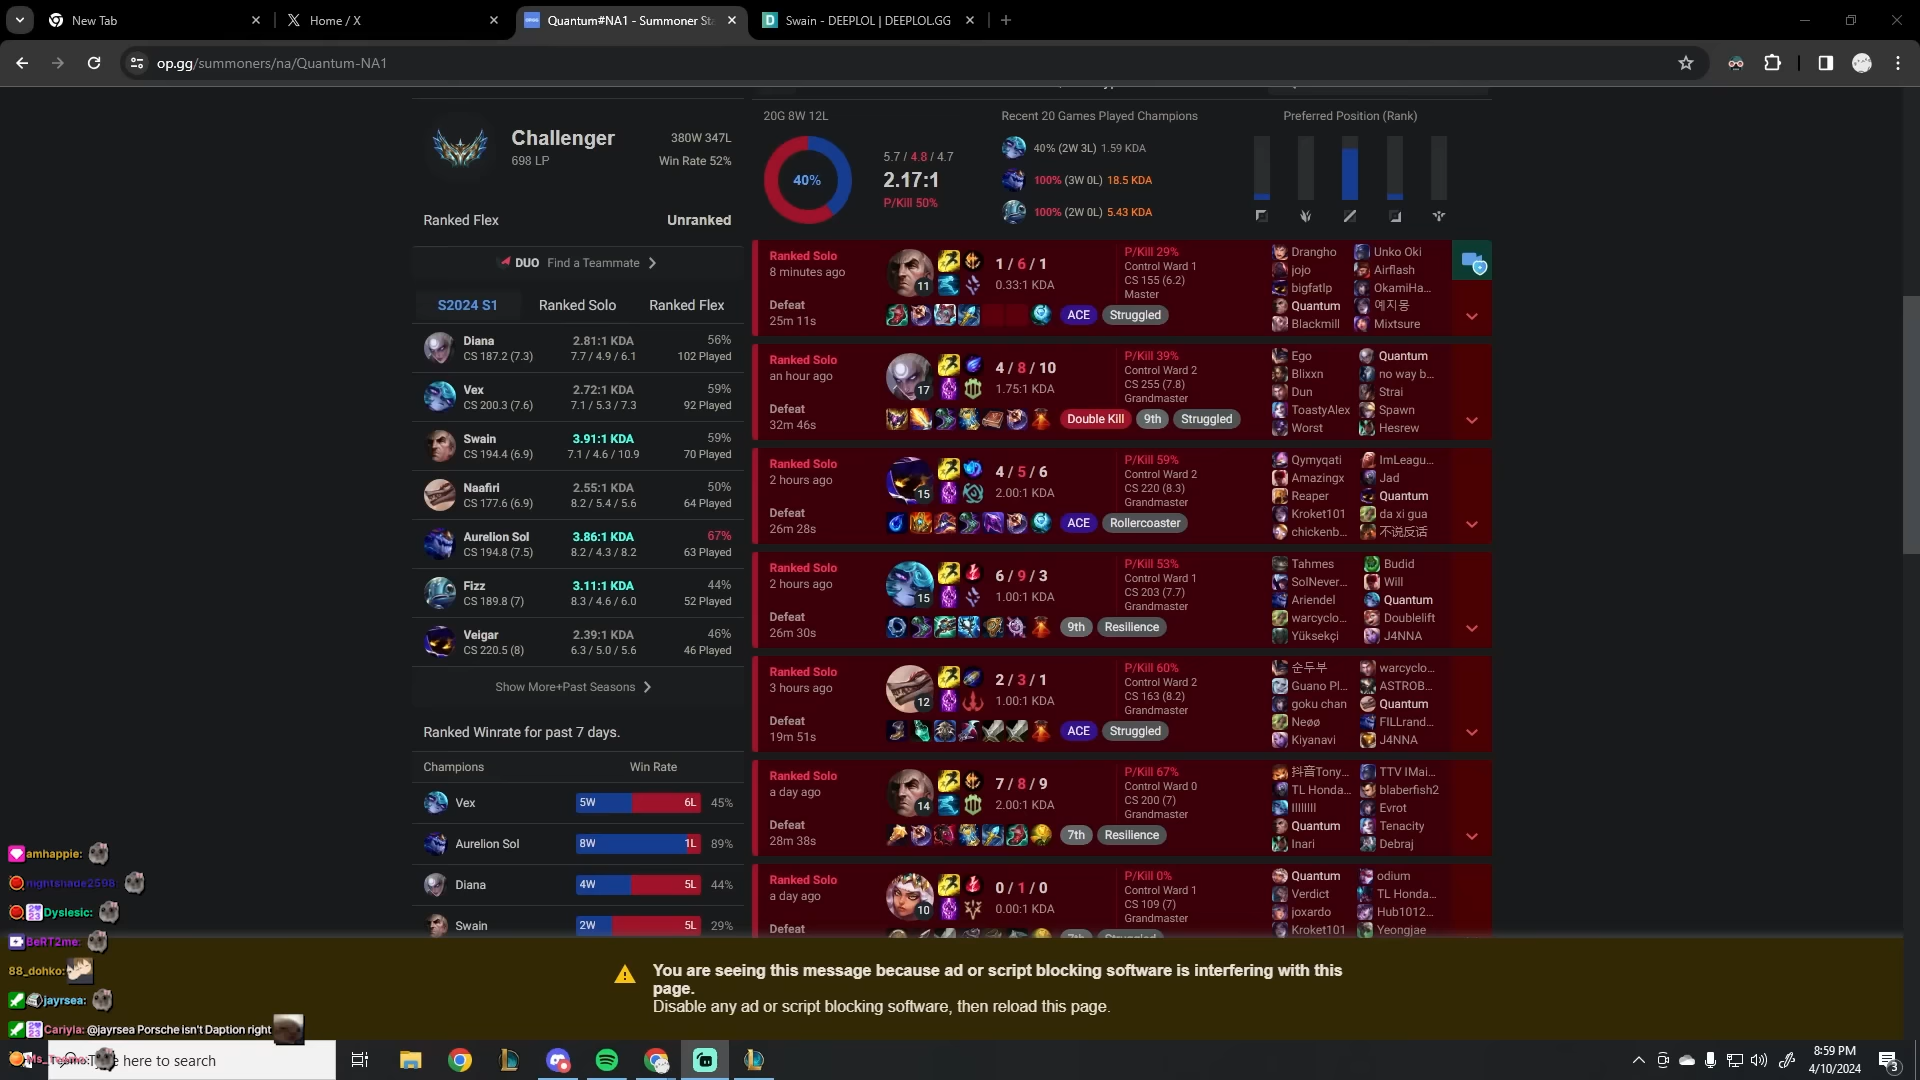 New Tab
Home / X
Quantum#NA1 - Summoner Sta
Swain - DEEPLOL | DEEPLOL.GG
op.gg/summoners/na/Quantum-NA1
Challenger
698 LP
380W 347L
Win Rate 52%
Ranked Flex
Unranked
DUO Find a Teammate
S2024 S1
Ranked Solo
Ranked Flex
Diana
CS 187.2 (7.3)
2.81:1 KDA
7.7 / 4.9 / 6.1
56%
102 Played
Vex
CS 200.3 (7.6)
2.72:1 KDA
7.1 / 5.3 / 7.3
59%
92 Played
Swain
CS 194.4 (6.9)
3.91:1 KDA
7.1 / 4.6 / 10.9
59%
70 Played
Naafiri
CS 177.6 (6.9)
2.55:1 KDA
8.2 / 5.4 / 5.6
50%
64 Played
Aurelion Sol
CS 194.8 (7.5)
3.86:1 KDA
8.2 / 4.3 / 8.2
67%
63 Played
Fizz
CS 189.8 (7)
3.11:1 KDA
8.3 / 4.6 / 6.0
44%
52 Played
Veigar
CS 220.5 (8)
2.39:1 KDA
6.3 / 5.0 / 5.6
46%
46 Played
Show More+Past Seasons
Ranked Winrate for past 7 days.
Champions
Win Rate
Vex
5W
6L
45%
Aurelion Sol
8W
1L
89%
Diana
4W
5L
44%
Swain
2W
5L
29%
20G 8W 12L
40%
5.7 / 4.8 / 4.7
2.17:1
P/Kill 50%
Recent 20 Games Played Champions
40% (2W 3L) 1.59 KDA
100% (3W 0L) 18.5 KDA
100% (2W 0L) 5.43 KDA
Preferred Position (Rank)
Ranked Solo
8 minutes ago
Defeat
25m 11s
11
1 / 6 / 1
0.33:1 KDA
ACE
Struggled
P/Kill 29%
Control Ward 1
CS 155 (6.2)
Master
Drangho
jojo
bigfatlp
Quantum
Blackmill
Unko Oki
Airflash
OkamiHa...
예지몽
Mixtsure
Ranked Solo
an hour ago
Defeat
32m 46s
17
4 / 8 / 10
1.75:1 KDA
Double Kill
9th
Struggled
P/Kill 39%
Control Ward 2
CS 255 (7.8)
Grandmaster
Ego
Blixxn
Dun
ToastyAlex
Worst
Quantum
no way b...
Strai
Spawn
Hesrew
Ranked Solo
2 hours ago
Defeat
26m 28s
15
4 / 5 / 6
2.00:1 KDA
ACE
Rollercoaster
P/Kill 59%
Control Ward 2
CS 220 (8.3)
Grandmaster
Qymyqati
Amazingx
Reaper
Kroket101
chickenb...
ImLeagu...
Jad
Quantum
da xi gua
不说反话
Ranked Solo
2 hours ago
Defeat
26m 30s
15
6 / 9 / 3
1.00:1 KDA
9th
Resilience
P/Kill 53%
Control Ward 1
CS 203 (7.7)
Grandmaster
Tahmes
SolNever...
Ariendel
warcyclo...
Yüksekçi
Budid
Will
Quantum
Doublelift
J4NNA
Ranked Solo
3 hours ago
Defeat
19m 51s
12
2 / 3 / 1
1.00:1 KDA
ACE
Struggled
P/Kill 60%
Control Ward 2
CS 163 (8.2)
Grandmaster
순두부
Guano Pl...
goku chan
Neøø
Kiyanavi
warcyclo...
ASTROB...
Quantum
FILLrand...
J4NNA
Ranked Solo
a day ago
Defeat
28m 38s
14
7 / 8 / 9
2.00:1 KDA
7th
Resilience
P/Kill 67%
Control Ward 0
CS 200 (7)
Grandmaster
抖音Tony...
TL Honda...
Quantum
Inari
TTV IMai...
blaberfish2
Evrot
Tenacity
Debraj
Ranked Solo
a day ago
Defeat
10
0 / 1 / 0
0.00:1 KDA
7th
Struggled
P/Kill 0%
Control Ward 1
CS 109 (7)
Grandmaster
Quantum
Verdict
joxardo
Kroket101
odium
TL Honda...
Hub1012...
Yeongjae
amhappie:
nightshade2598:
Dyslesic:
BeRT2me:
88_dohko:
jayrsea:
Cariyla: @jayrsea Porsche isn't Daption right
You are seeing this message because ad or script blocking software is interfering with this
page.
Disable any ad or script blocking software, then reload this page.
here to search
8:59 PM
4/10/2024
3